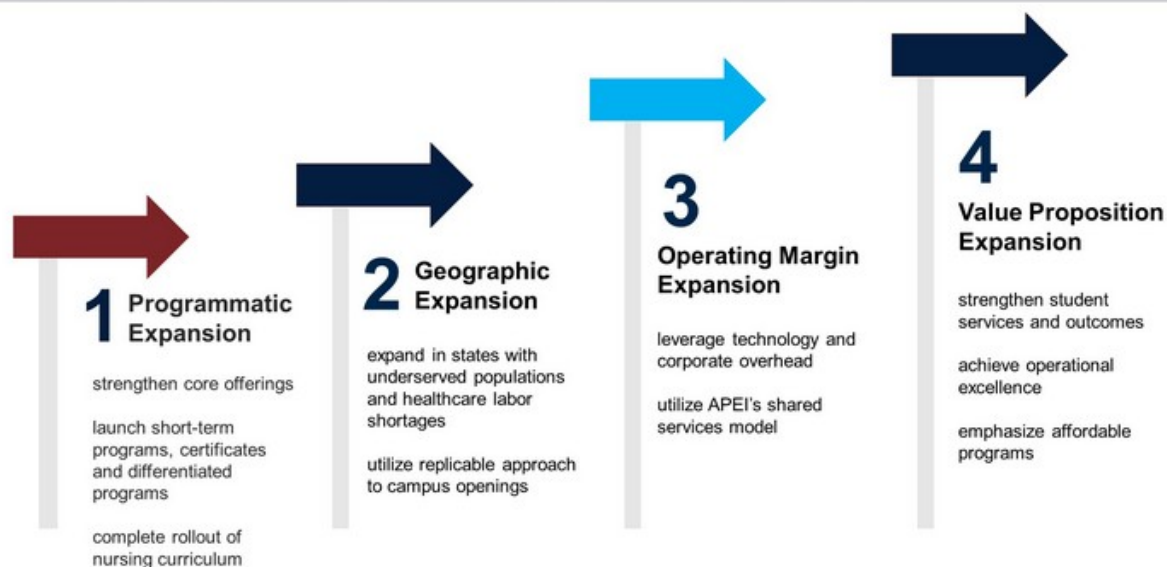 1
Programmatic
Expansion
strengthen core offerings
launch short-term
programs, certificates
and differentiated
programs
complete rollout of
nursing curriculum
2
Geographic
Expansion
expand in states with
underserved populations
and healthcare labor
shortages
utilize replicable approach
to campus openings
3
Operating Margin
Expansion
leverage technology and
corporate overhead
utilize APEI's shared
services model
4
Value Proposition
Expansion
strengthen student
services and outcomes
achieve operational
excellence
emphasize affordable
programs